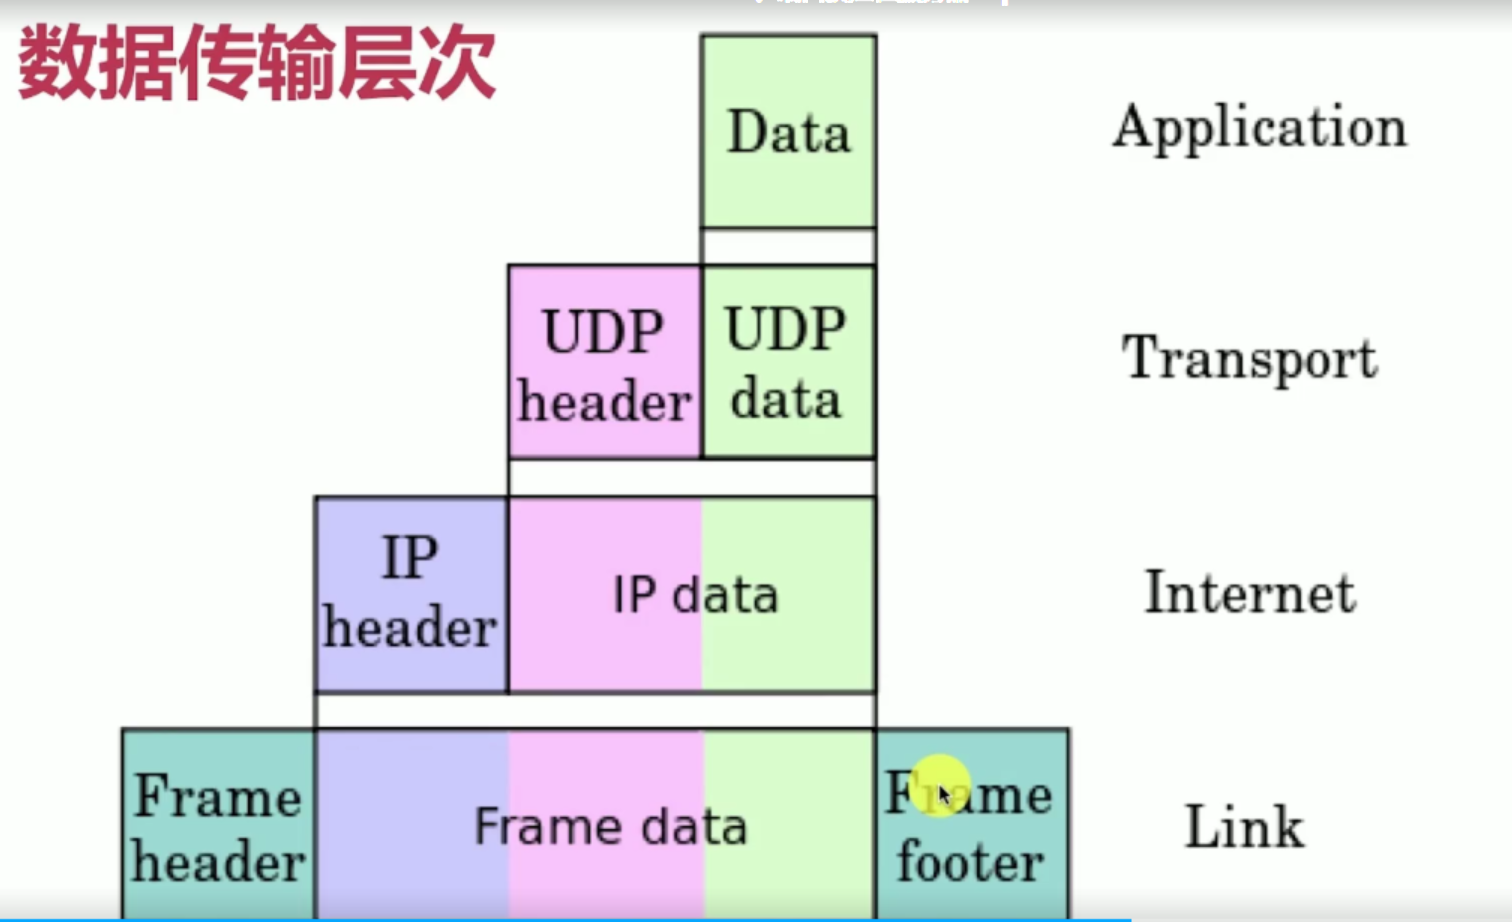 数据传输层次
Data
Application
UDP
header
UDP
data
Transport
IP
header
IP data
Internet
Frame
header
Frame data
Frame
footer
Link